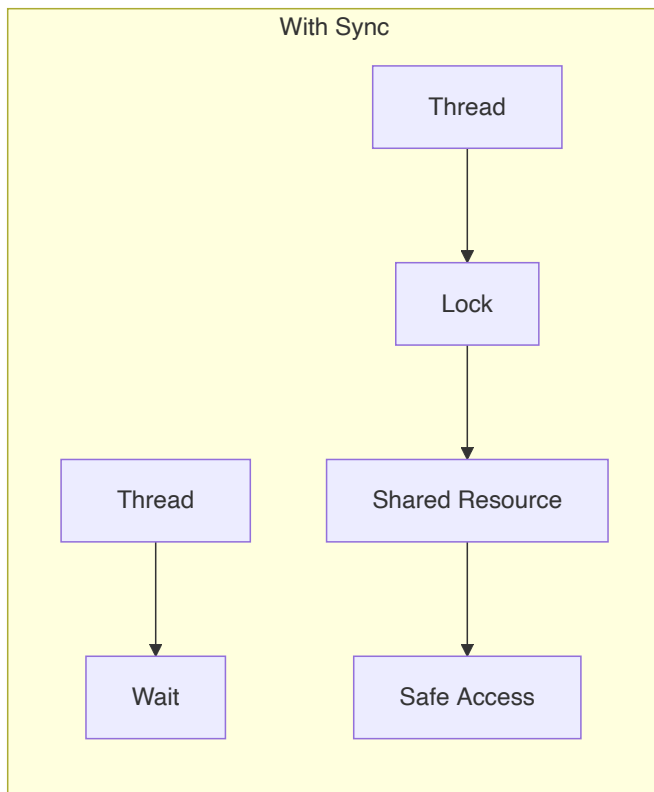 With Sync
Thread
Lock
Thread
Shared Resource
Wait
Safe Access